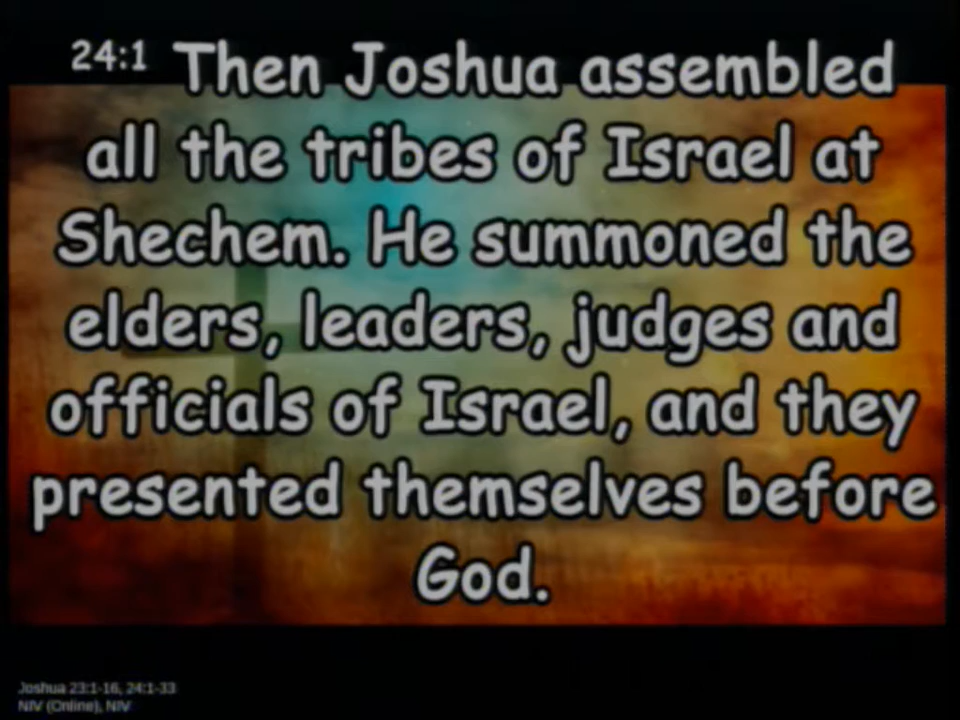 24:1 Then Joshua assembled
all the tribes of Israel at
Shechem. He summoned the
elders, leaders, judges and
officials of Israel, and they
presented themselves before
God.
Joshua 23:1-16, 24:1-33
NIV (Online), NIV